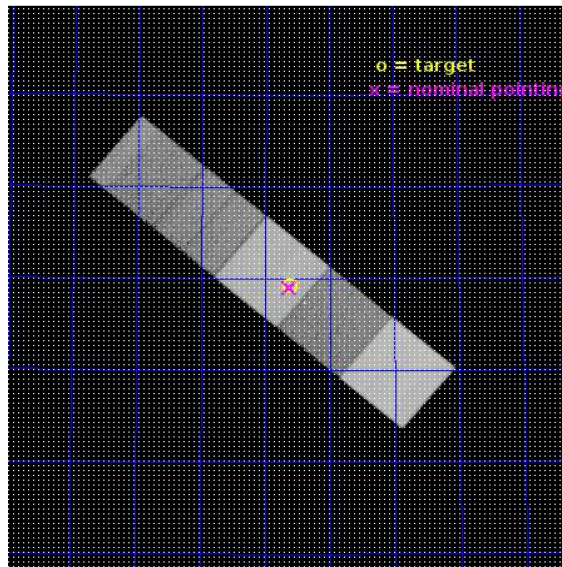 o = target
x = nominal pointing